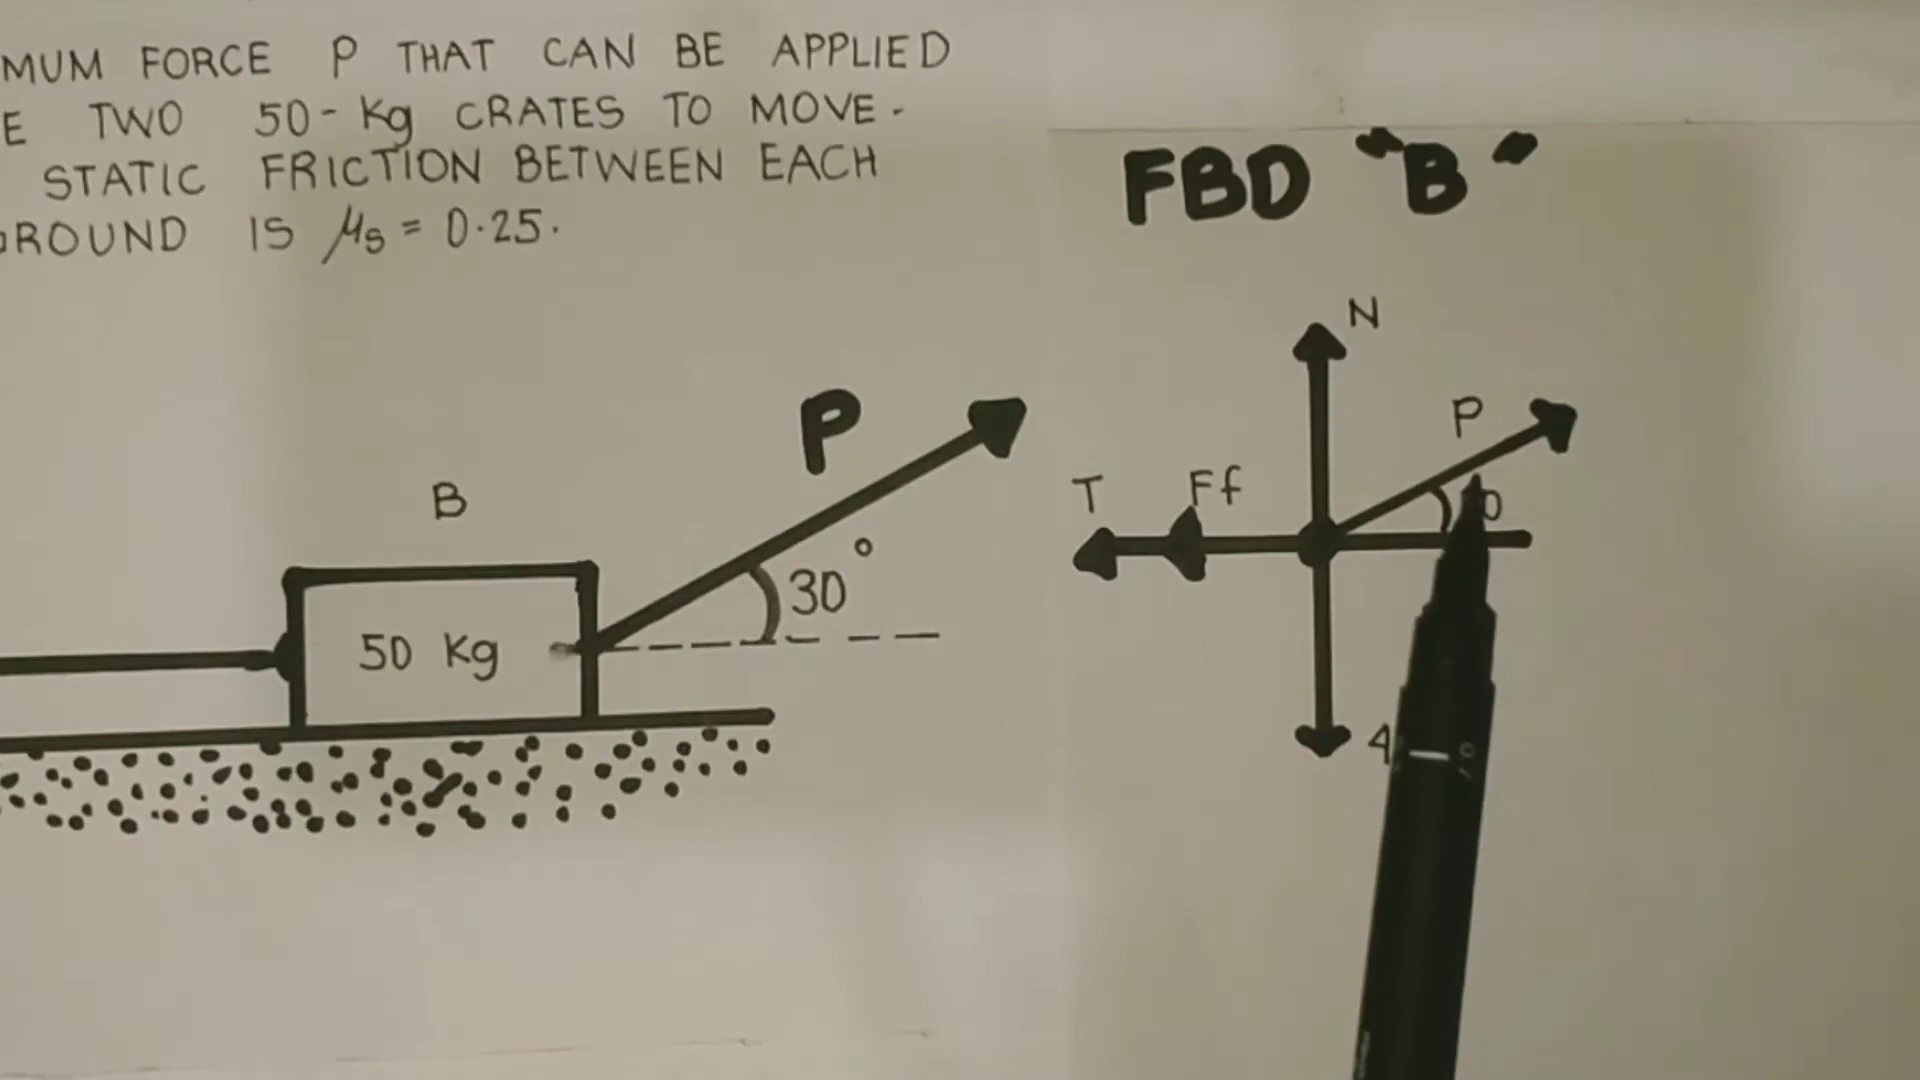 MUM FORCE P THAT CAN BE APPLIED
E TWO 50-Kg CRATES TO MOVE.
STATIC FRICTION BETWEEN EACH
ROUND IS μs = 0.25.
FBD "B"
N
P
P
T
Ff
B
30°
50 Kg
4